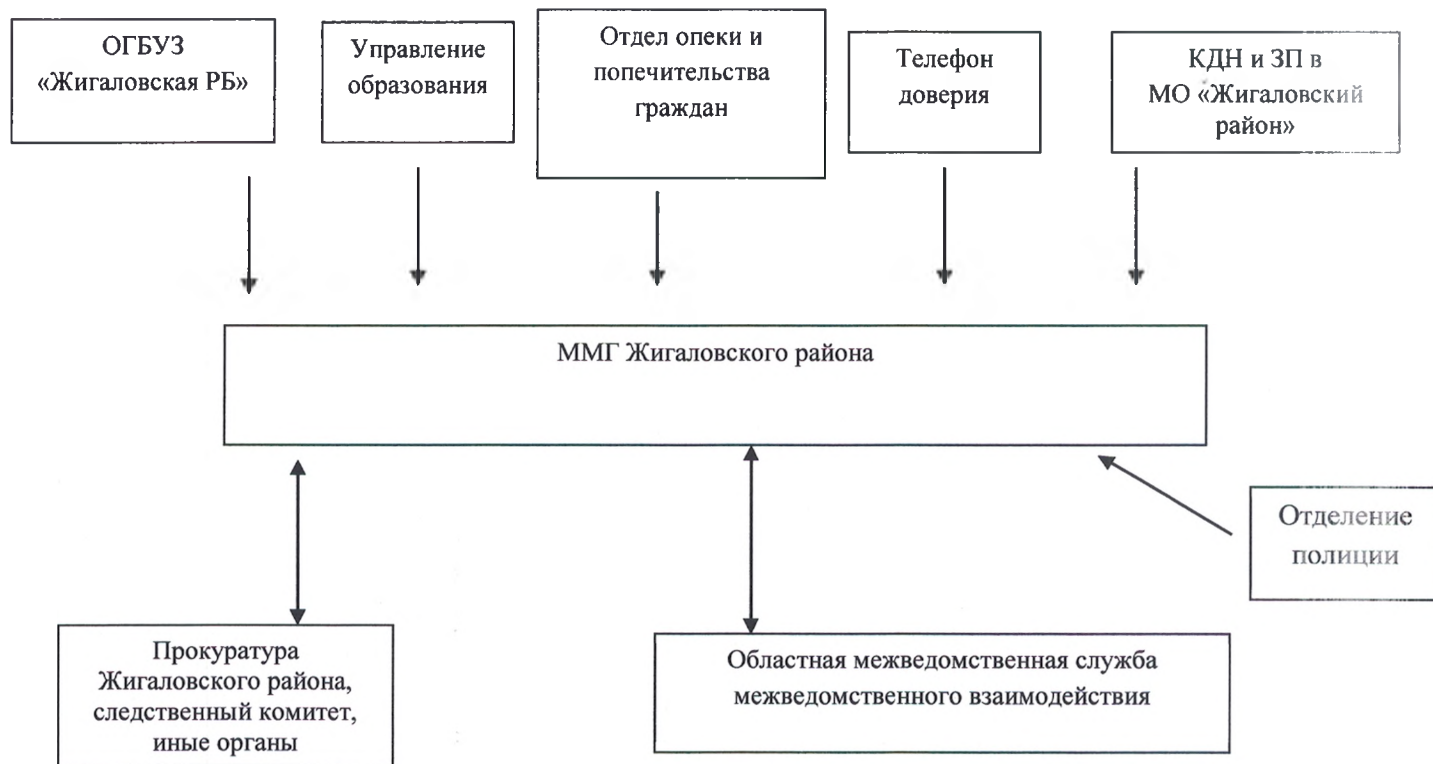 ОГБУЗ
«Жигаловская РБ»
Управление
образования
Отдел опеки и
попечительства
граждан
Телефон
доверия
КДН и ЗП в
МО «Жигаловский
район»
ММГ Жигаловского района
Отделение
полиции
Прокуратура
Жигаловского района,
следственный комитет,
иные органы
Областная межведомственная служба
межведомственного взаимодействия